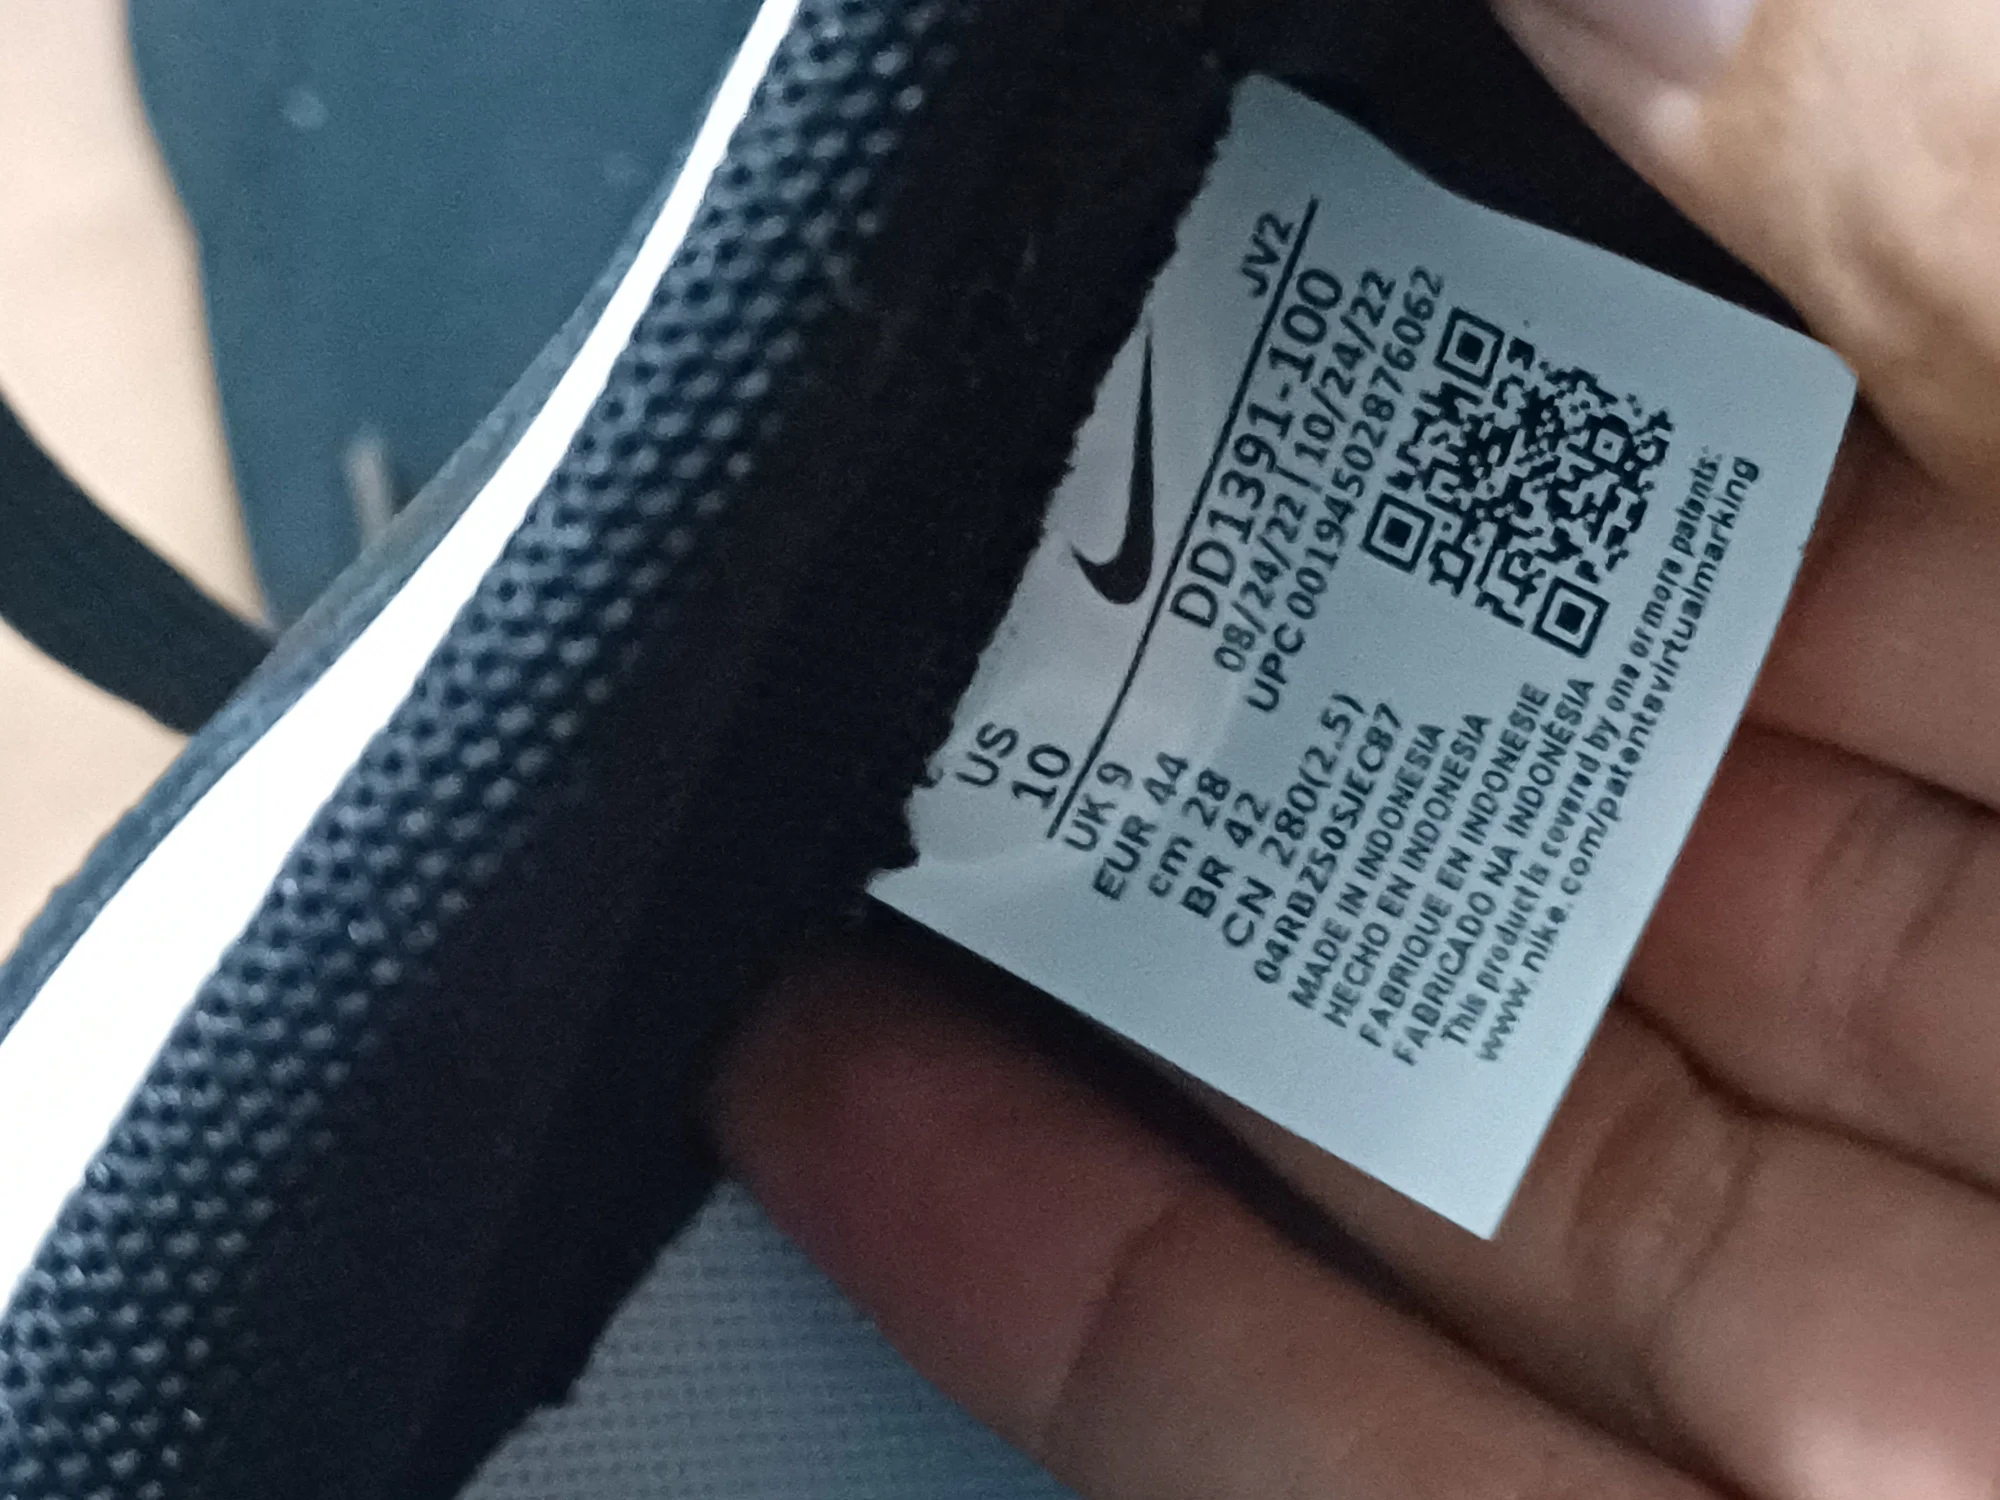 JV2
US
10
DD1391-100
08/24/22 | 10/24/22
UPC 00194502876062
UK 9
EUR 44
cm 28
BR 42
CN 280(2.5)
04RBZS0SJEC87
MADE IN INDONESIA
HECHO EN INDONESIA
FABRIQUE EN INDONESIE
FABRICADO NA INDONÉSIA
This product is covered by one or more patents:
www.nike.com/patentsvirtualmarking